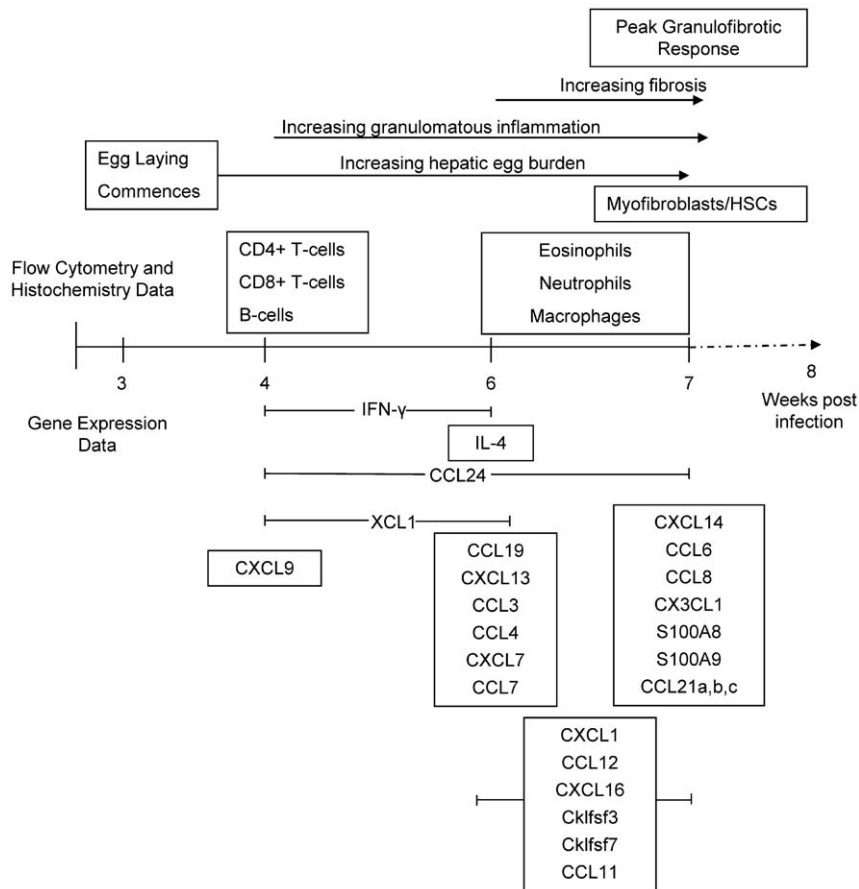 Peak Granulofibrotic
Response
Increasing fibrosis
Increasing granulomatous inflammation
Egg Laying
Commences
Increasing hepatic egg burden
Myofibroblasts/HSCs
Flow Cytometry and
Histochemistry Data
CD4+ T-cells
CD8+ T-cells
B-cells
Eosinophils
Neutrophils
Macrophages
3
4
6
7
8
Weeks post
infection
Gene Expression
Data
IFN-γ
IL-4
CCL24
XCL1
CXCL9
CCL19
CXCL13
CCL3
CCL4
CXCL7
CCL7
CXCL14
CCL6
CCL8
CX3CL1
S100A8
S100A9
CCL21a,b,c
CXCL1
CCL12
CXCL16
Cklfsf3
Cklfsf7
CCL11